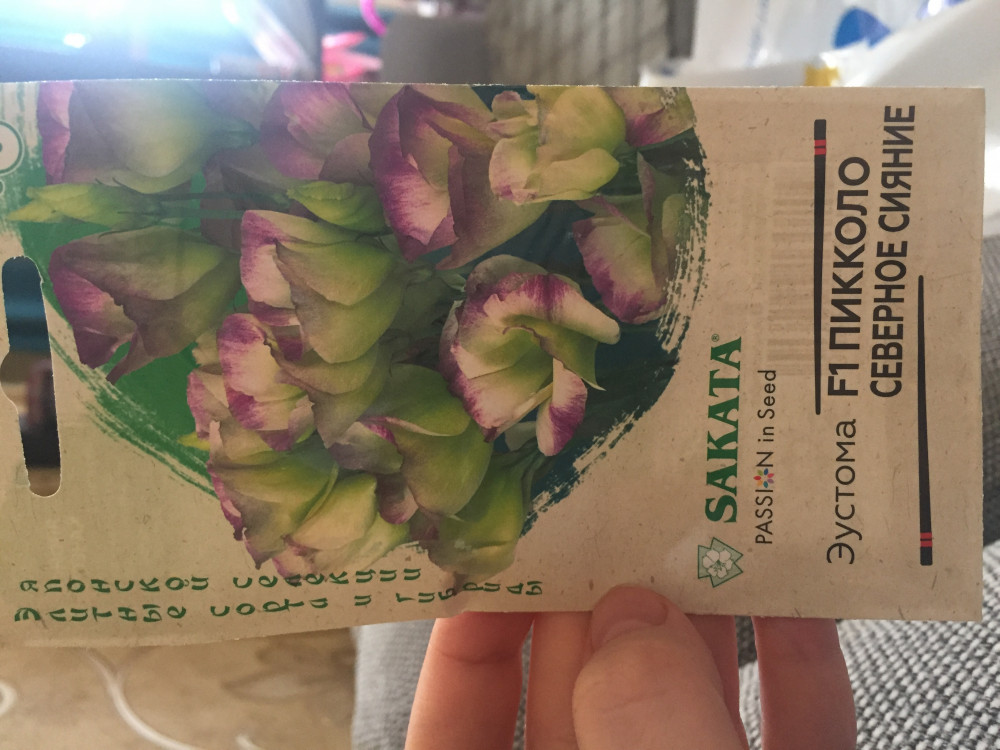 Элитные сорта и гибриды
японской селекции
SAKATA®
PASSION in Seed
Эустома F1 ПИККОЛО
СЕВЕРНОЕ СИЯНИЕ